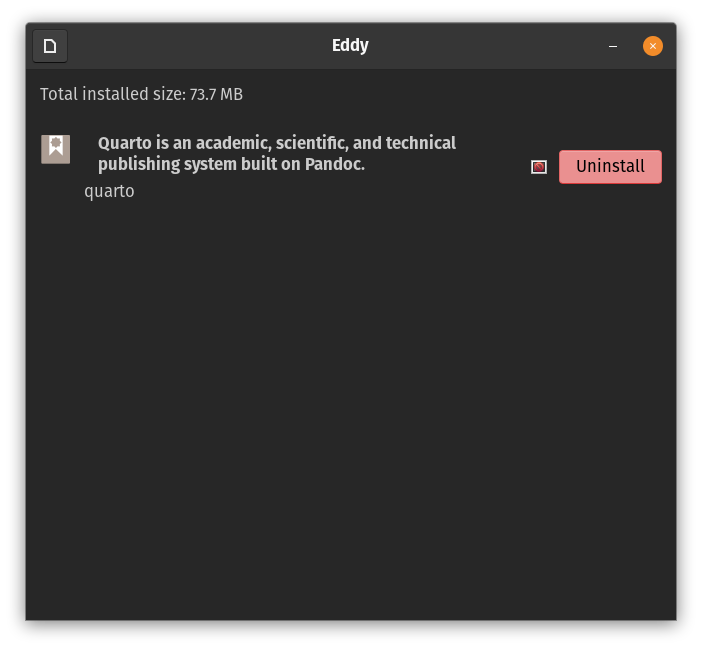 Eddy
Total installed size: 73.7 MB
Quarto is an academic, scientific, and technical
publishing system built on Pandoc.
Uninstall
quarto